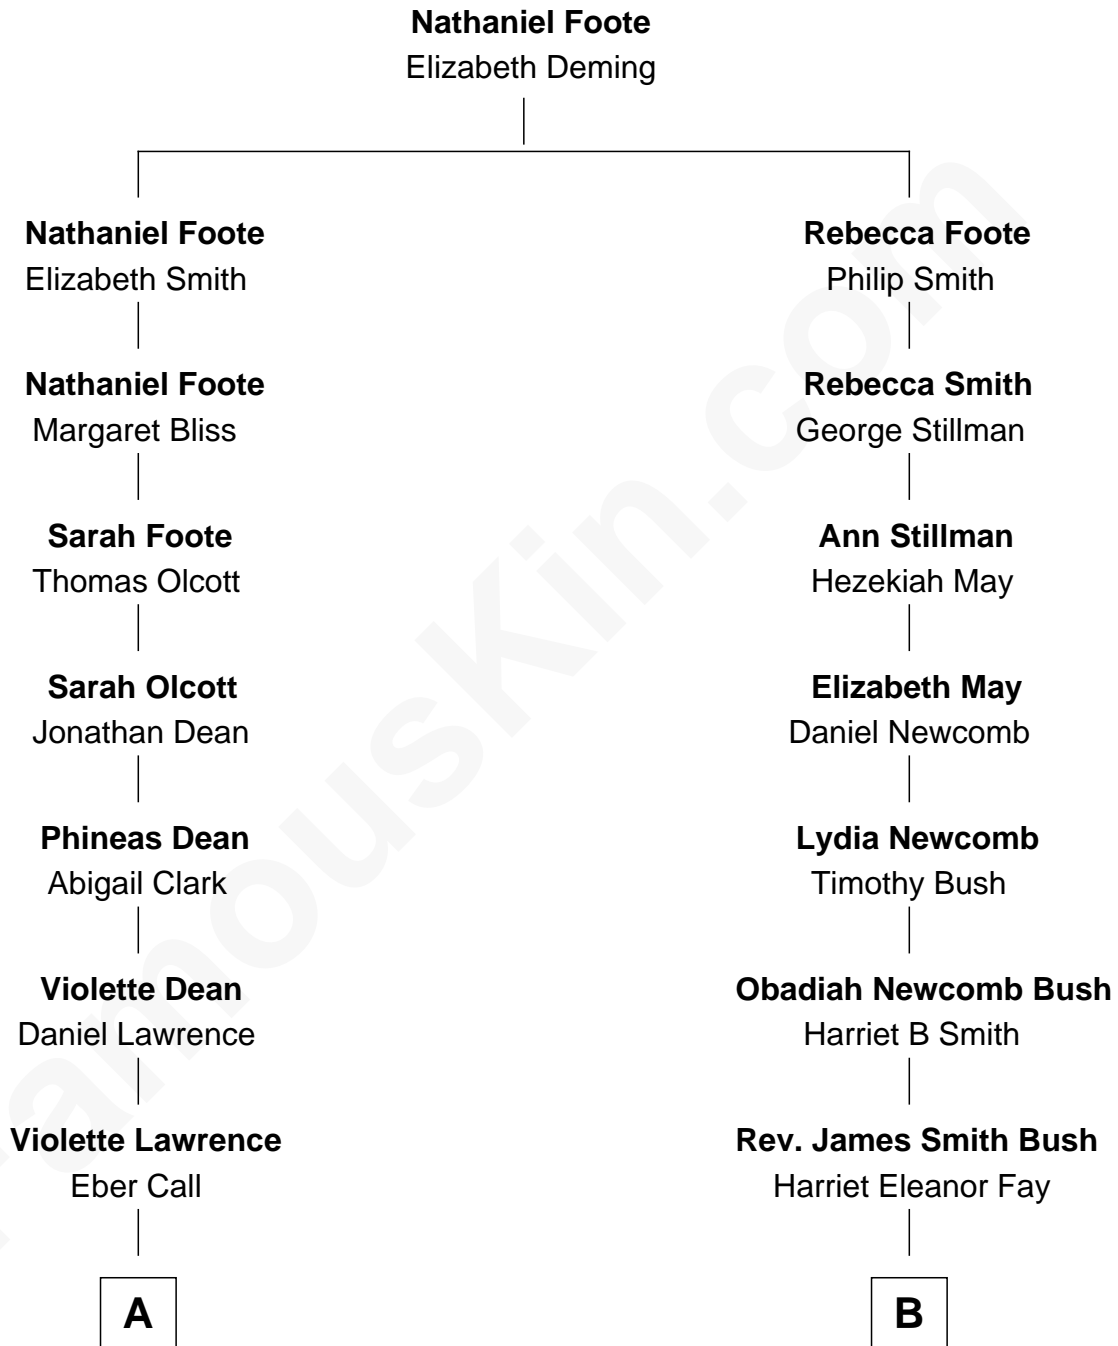 Nathaniel Foote
Elizabeth Deming
Nathaniel Foote
Elizabeth Smith
Rebecca Foote
Philip Smith
Nathaniel Foote
Margaret Bliss
Rebecca Smith
George Stillman
Sarah Foote
Thomas Olcott
Ann Stillman
Hezekiah May
Sarah Olcott
Jonathan Dean
Elizabeth May
Daniel Newcomb
Phineas Dean
Abigail Clark
Lydia Newcomb
Timothy Bush
Violette Dean
Daniel Lawrence
Obadiah Newcomb Bush
Harriet B Smith
Violette Lawrence
Eber Call
Rev. James Smith Bush
Harriet Eleanor Fay
A
B
FamousKin.com